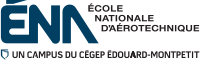 ÉNA
ÉCOLE
NATIONALE
D'AÉROTECHNIQUE
UN CAMPUS DU CÉGEP ÉDOUARD-MONTPETIT